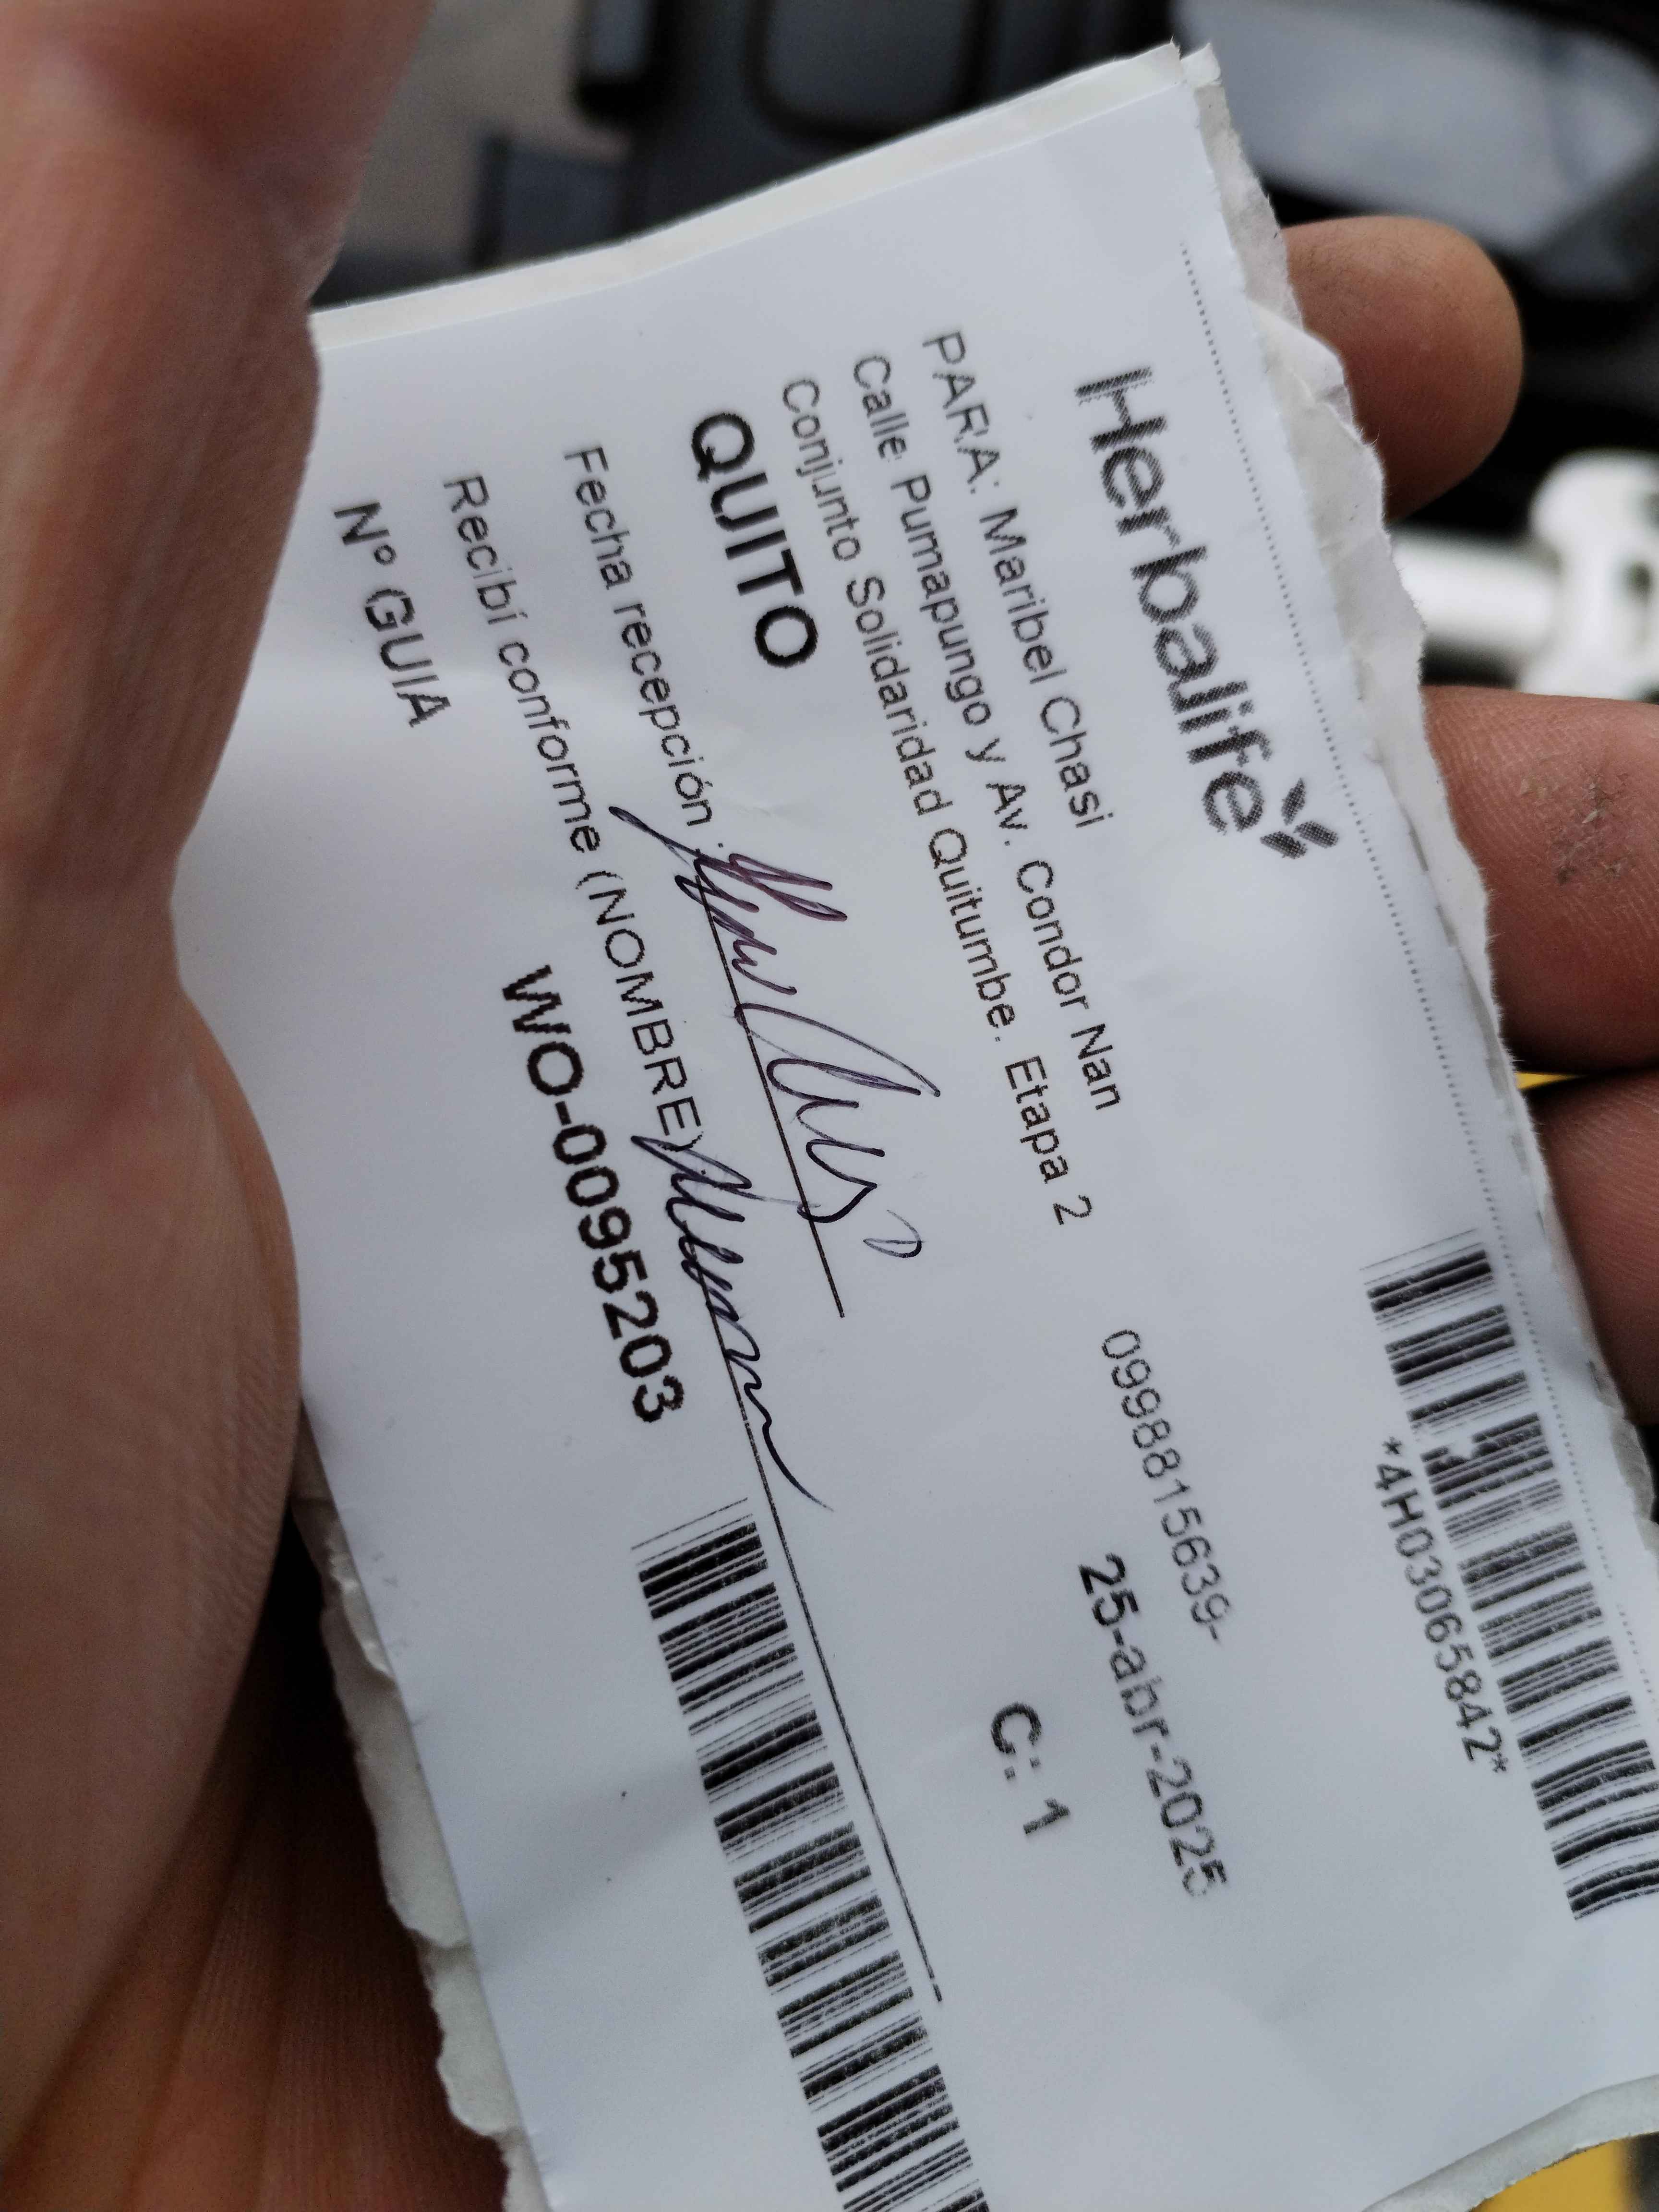 Herbalife
*4H03065842*
PARA: Maribel Chasi
0998815639-
Calle Pumapungo y Av. Condor Nan
25-abr-2025
Conjunto Solidaridad Quitumbe. Etapa 2
C: 1
QUITO
Fecha recepción
Recibí conforme (NOMBRE)
Nº GUIA
WO-0095203